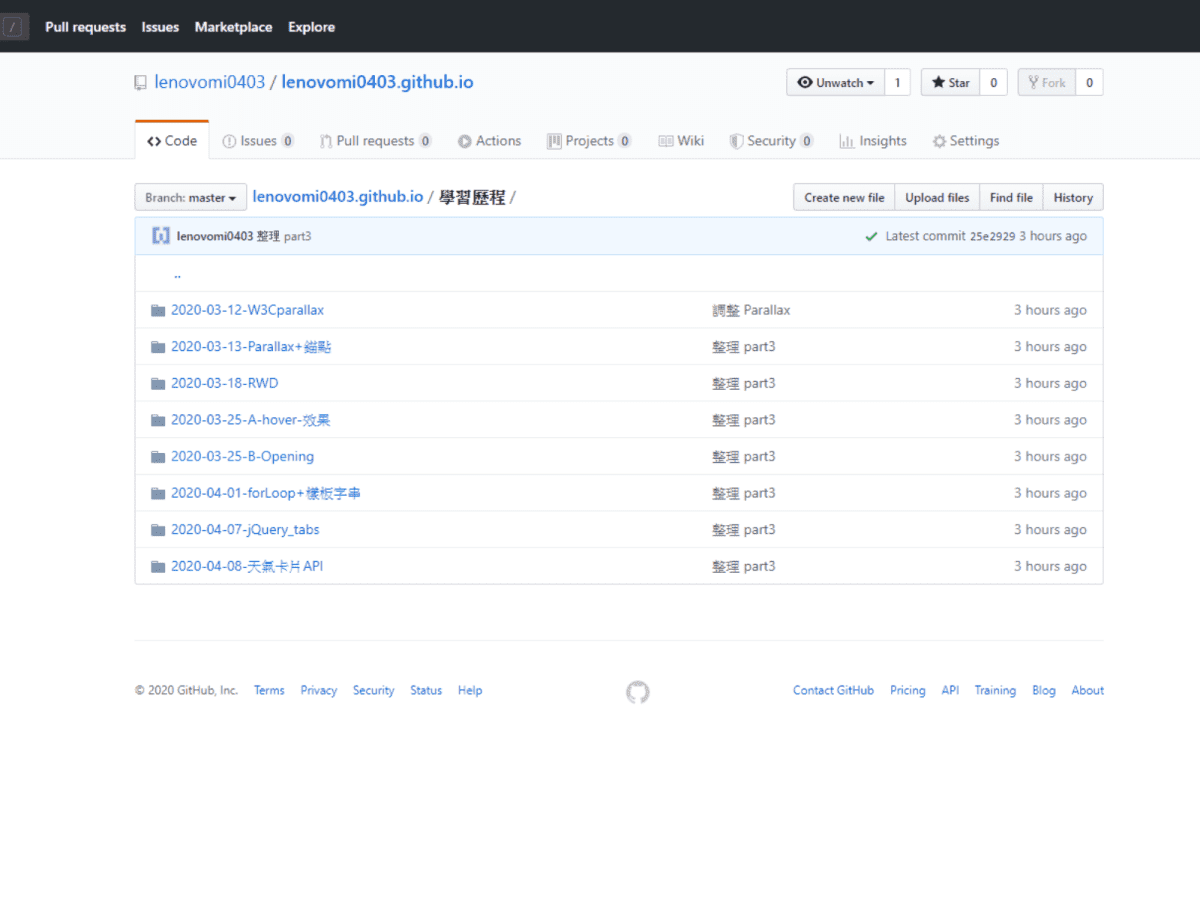 / Pull requests Issues Marketplace Explore
lenovomi0403 / lenovomi0403.github.io Unwatch 1 Star 0 Fork 0
Code Issues 0 Pull requests 0 Actions Projects 0 Wiki Security 0 Insights Settings
Branch: master lenovomi0403.github.io / 學習歷程 / Create new file Upload files Find file History
lenovomi0403 整理 part3 Latest commit 25e2929 3 hours ago
..
2020-03-12-W3Cparallax 調整 Parallax 3 hours ago
2020-03-13-Parallax+錨點 整理 part3 3 hours ago
2020-03-18-RWD 整理 part3 3 hours ago
2020-03-25-A-hover-效果 整理 part3 3 hours ago
2020-03-25-B-Opening 整理 part3 3 hours ago
2020-04-01-forLoop+樣板字串 整理 part3 3 hours ago
2020-04-07-jQuery_tabs 整理 part3 3 hours ago
2020-04-08-天氣卡片API 整理 part3 3 hours ago
© 2020 GitHub, Inc. Terms Privacy Security Status Help Contact GitHub Pricing API Training Blog About